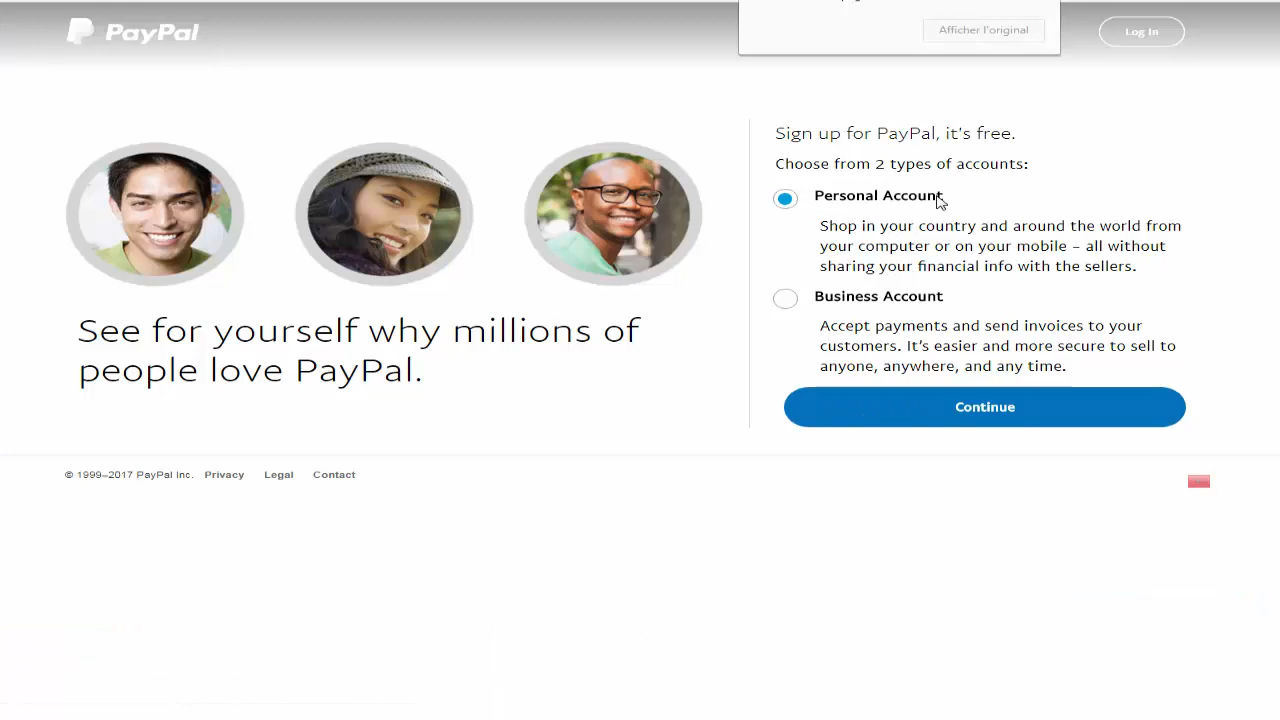 PayPal
Afficher l'original
Log In
Sign up for PayPal, it's free.
Choose from 2 types of accounts:
Personal Account
Shop in your country and around the world from
your computer or on your mobile – all without
sharing your financial info with the sellers.
Business Account
Accept payments and send invoices to your
customers. It's easier and more secure to sell to
anyone, anywhere, and any time.
Continue
See for yourself why millions of
people love PayPal.
© 1999–2017 PayPal Inc. Privacy Legal Contact